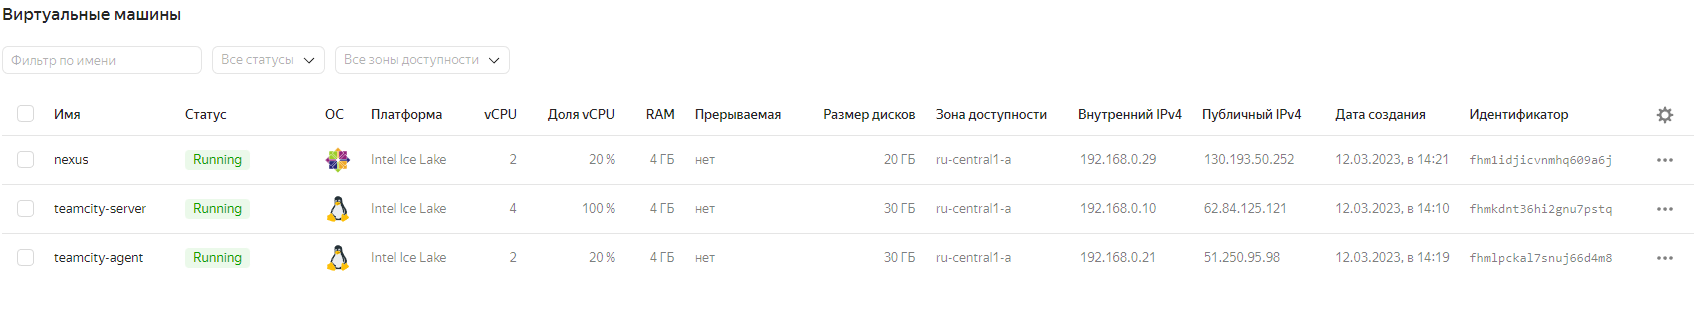 Виртуальные машины
Фильтр по имени Все статусы Все зоны доступности
Имя Статус ОС Платформа vCPU Доля vCPU RAM Прерываемая Размер дисков Зона доступности Внутренний IPv4 Публичный IPv4 Дата создания Идентификатор
nexus Running Intel Ice Lake 2 20 % 4 ГБ нет 20 ГБ ru-central1-a 192.168.0.29 130.193.50.252 12.03.2023, в 14:21 fhm1idjicvnmhq609a6j
teamcity-server Running Intel Ice Lake 4 100 % 4 ГБ нет 30 ГБ ru-central1-a 192.168.0.10 62.84.125.121 12.03.2023, в 14:10 fhmkdnt36hi2gnu7pstq
teamcity-agent Running Intel Ice Lake 2 20 % 4 ГБ нет 30 ГБ ru-central1-a 192.168.0.21 51.250.95.98 12.03.2023, в 14:19 fhmlpckal7snuj66d4m8